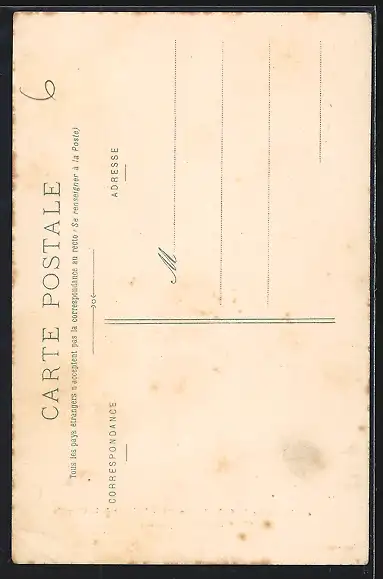 6
CARTE POSTALE
Tous les pays étrangers n'acceptent pas la correspondance au recto (Se renseigner à la Poste)
CORRESPONDANCE
ADRESSE
M